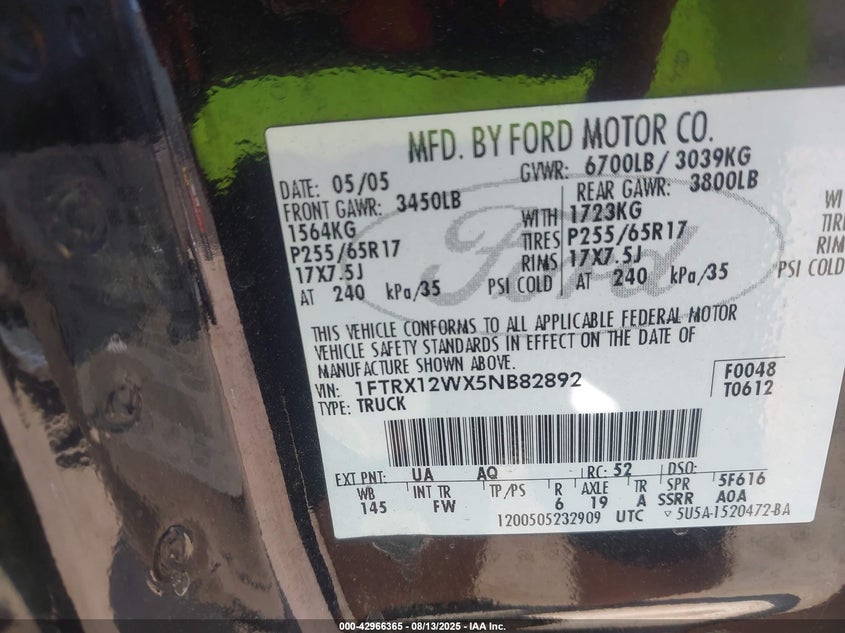 MFD. BY FORD MOTOR CO.
DATE: 05/05 GVWR: 6700LB/ 3039KG
FRONT GAWR: 3450LB REAR GAWR: 3800LB
1564KG WITH 1723KG WI
P255/65R17 TIRES P255/65R17 TIRE
17X7.5J RIMS 17X7.5J RIM
AT 240 kPa/35 PSI COLD AT 240 kPa/35 PSI COLD
Ford
THIS VEHICLE CONFORMS TO ALL APPLICABLE FEDERAL MOTOR
VEHICLE SAFETY STANDARDS IN EFFECT ON THE DATE OF
MANUFACTURE SHOWN ABOVE.
VIN: 1FTRX12WX5NB82892 F0048
TYPE: TRUCK T0612
EXT PNT: UA AQ RC: 52 DSO:
WB INT TR TP/PS R AXLE TR SPR 5F616
145 FW 6 19 A SSRR A0A
1200505232909 UTC ▽ 5U5A-1520472-BA
000-42966365 - 08/13/2025 - IAA Inc.